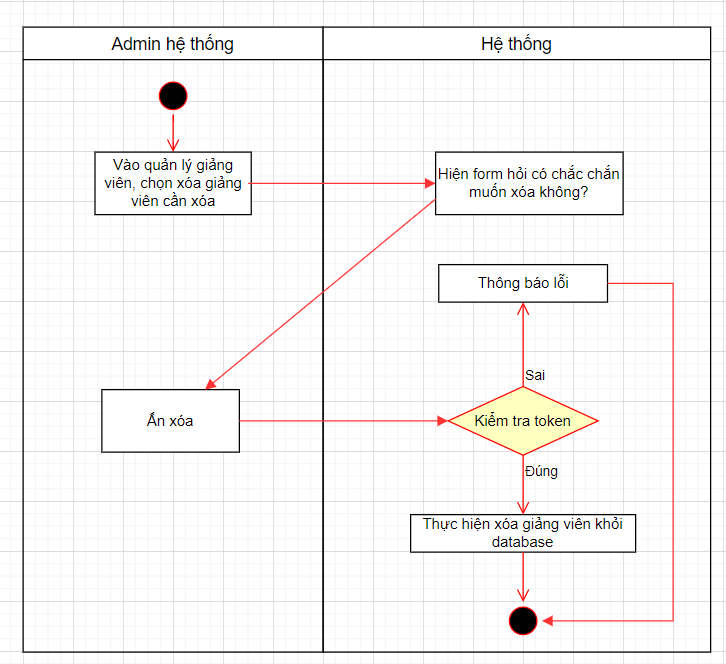 Admin hệ thống
Hệ thống
Vào quản lý giảng
viên, chọn xóa giảng
viên cần xóa
Hiện form hỏi có chắc chắn
muốn xóa không?
Thông báo lỗi
Sai
Ấn xóa
Kiểm tra token
Đúng
Thực hiện xóa giảng viên khỏi
database